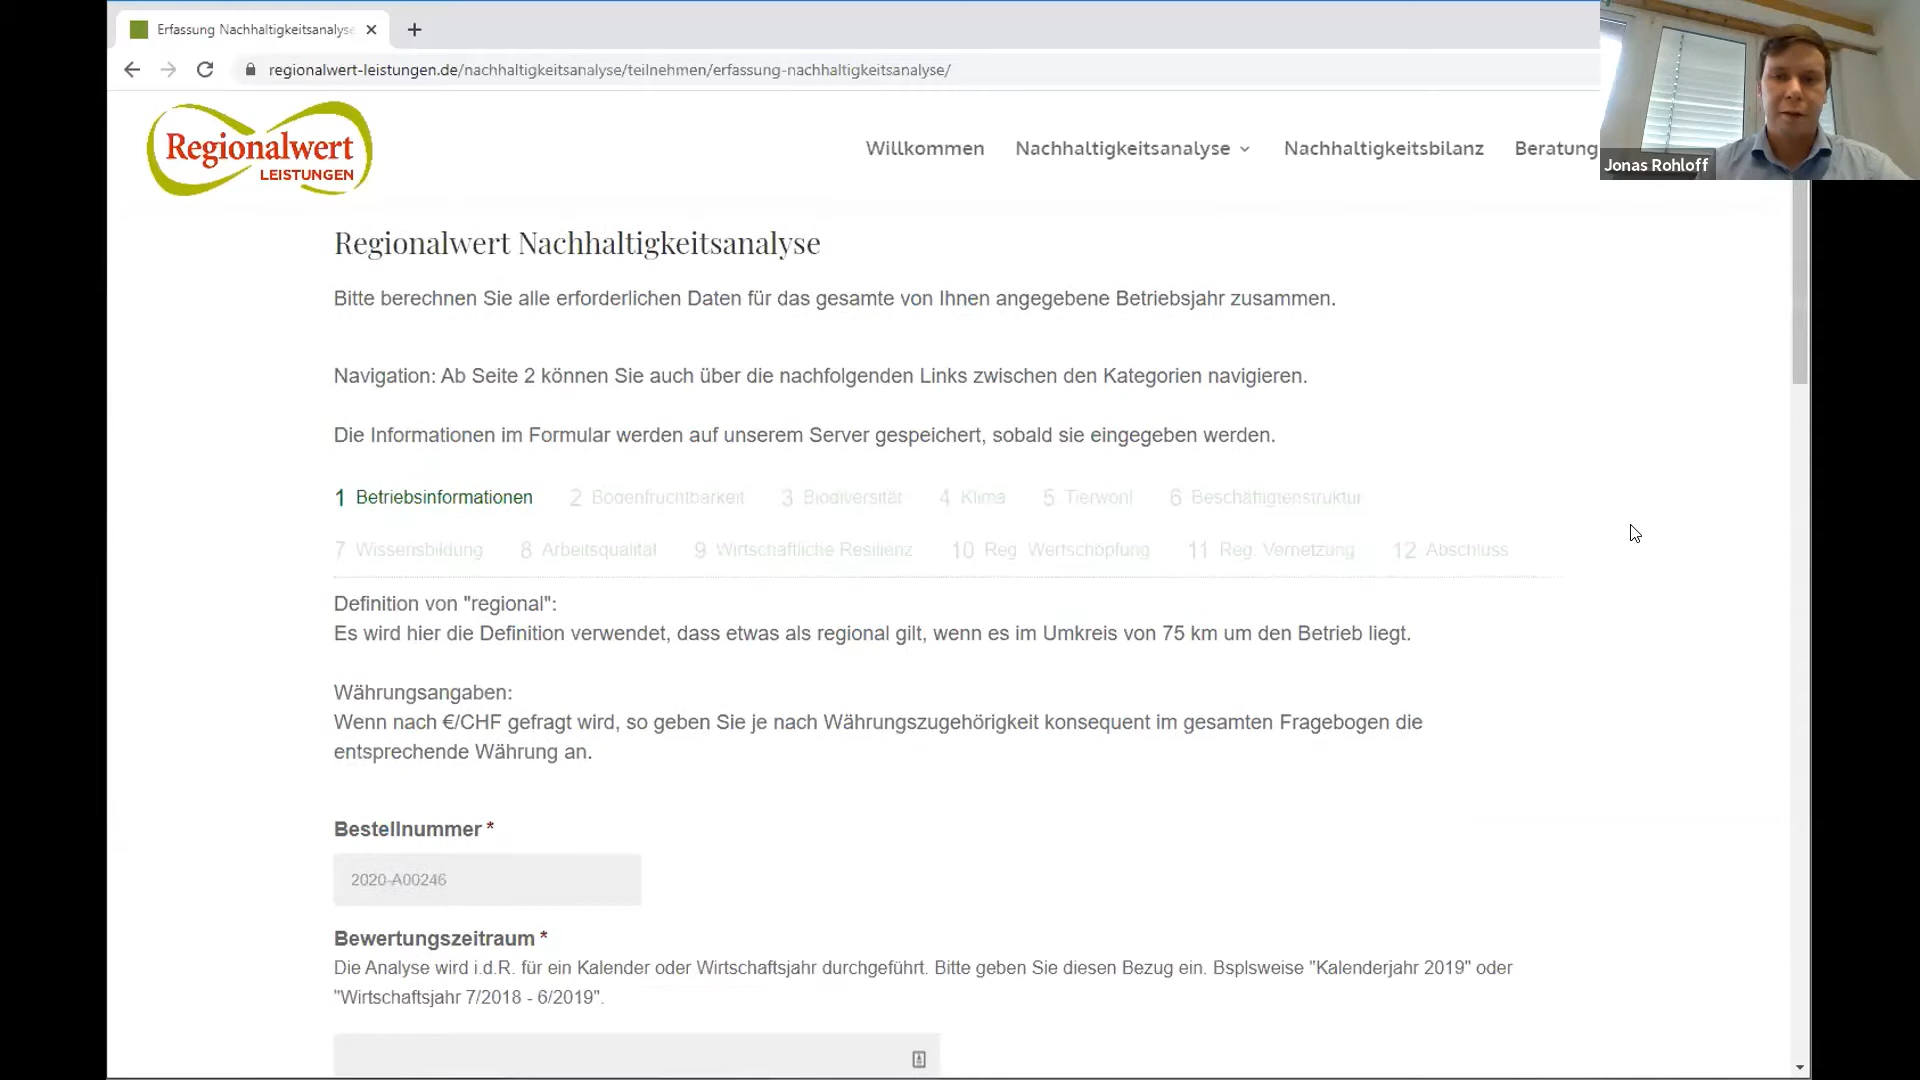 Erfassung Nachhaltigkeitsanalyse
regionalwert-leistungen.de/nachhaltigkeitsanalyse/teilnehmen/erfassung-nachhaltigkeitsanalyse/
Regionalwert
LEISTUNGEN
Willkommen Nachhaltigkeitsanalyse Nachhaltigkeitsbilanz Beratung
Jonas Rohloff
Regionalwert Nachhaltigkeitsanalyse
Bitte berechnen Sie alle erforderlichen Daten für das gesamte von Ihnen angegebene Betriebsjahr zusammen.
Navigation: Ab Seite 2 können Sie auch über die nachfolgenden Links zwischen den Kategorien navigieren.
Die Informationen im Formular werden auf unserem Server gespeichert, sobald sie eingegeben werden.
1 Betriebsinformationen 2 Bodenfruchtbarkeit 3 Biodiversität 4 Klima 5 Tierwohl 6 Beschäftigtenstruktur
7 Wissensbildung 8 Arbeitsqualität 9 Wirtschaftliche Resilienz 10 Reg. Wertschöpfung 11 Reg. Vernetzung 12 Abschluss
Definition von "regional":
Es wird hier die Definition verwendet, dass etwas als regional gilt, wenn es im Umkreis von 75 km um den Betrieb liegt.
Währungsangaben:
Wenn nach €/CHF gefragt wird, so geben Sie je nach Währungszugehörigkeit konsequent im gesamten Fragebogen die
entsprechende Währung an.
Bestellnummer *
2020-A00246
Bewertungszeitraum *
Die Analyse wird i.d.R. für ein Kalender oder Wirtschaftsjahr durchgeführt. Bitte geben Sie diesen Bezug ein. Bsplsweise "Kalenderjahr 2019" oder
"Wirtschaftsjahr 7/2018 - 6/2019".